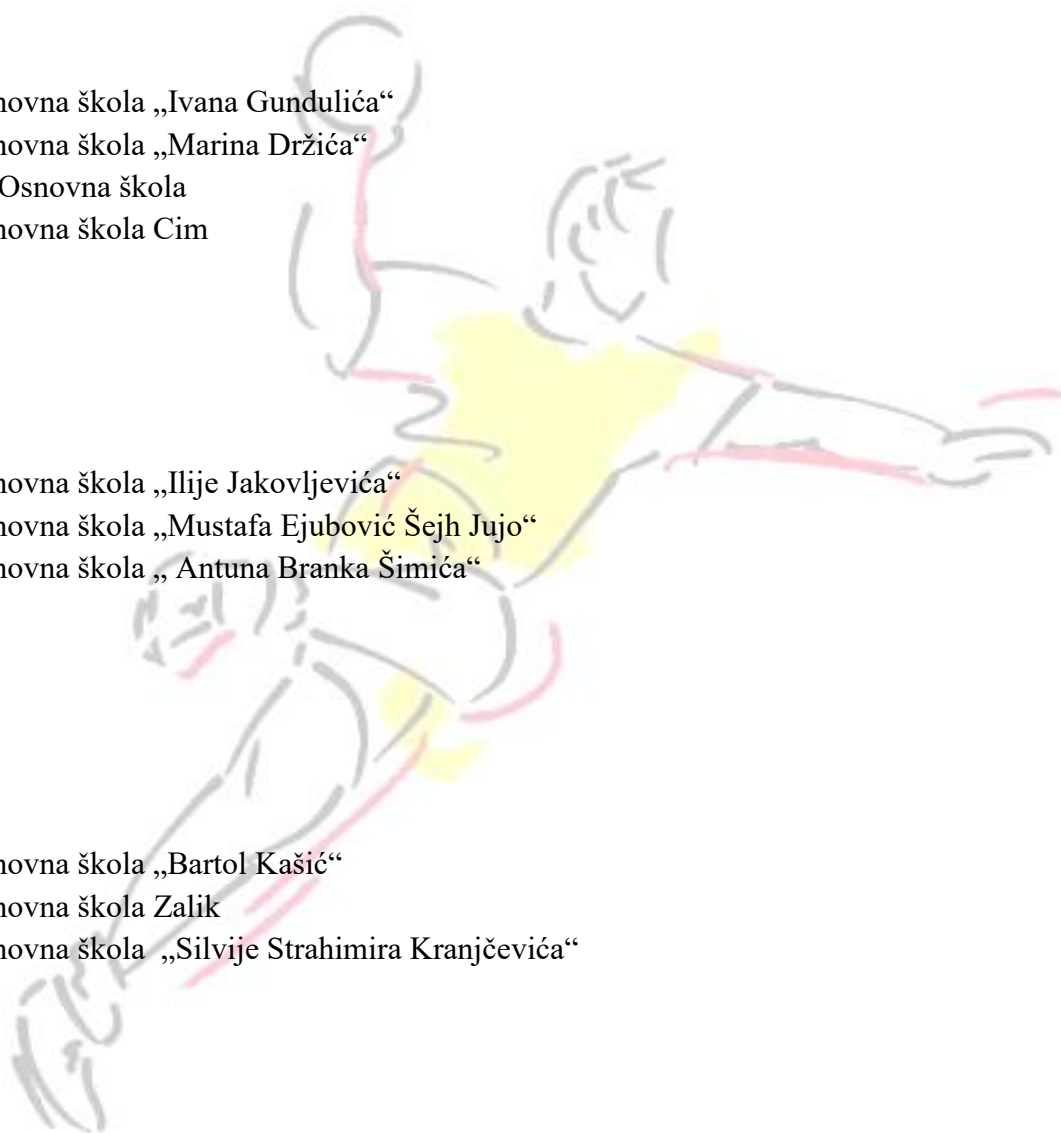 novna škola „Ivana Gundulića“
novna škola „Marina Držića“
Osnovna škola
novna škola Cim
novna škola „Ilije Jakovljevića“
novna škola „Mustafa Ejubović Šejh Jujo“
novna škola „ Antuna Branka Šimića“
novna škola „Bartol Kašić“
novna škola Zalik
novna škola „Silvije Strahimira Kranjčevića“